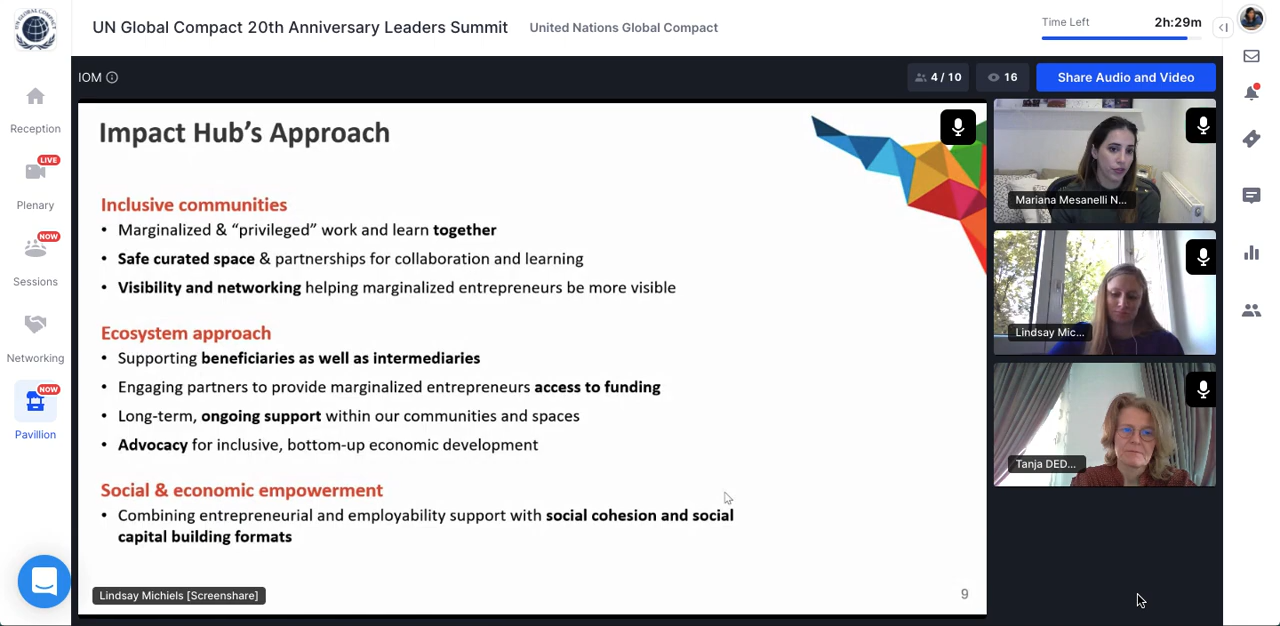 UN Global Compact 20th Anniversary Leaders Summit
United Nations Global Compact
Time Left
2h:29m
Reception
LIVE
Plenary
NOW
Sessions
Networking
NOW
Pavillion
IOM
4 / 10
16
Share Audio and Video
Impact Hub’s Approach
Inclusive communities
• Marginalized & “privileged” work and learn together
• Safe curated space & partnerships for collaboration and learning
• Visibility and networking helping marginalized entrepreneurs be more visible
Ecosystem approach
• Supporting beneficiaries as well as intermediaries
• Engaging partners to provide marginalized entrepreneurs access to funding
• Long-term, ongoing support within our communities and spaces
• Advocacy for inclusive, bottom-up economic development
Social & economic empowerment
• Combining entrepreneurial and employability support with social cohesion and social
capital building formats
Lindsay Michiels [Screenshare]
9
Mariana Mesanelli N...
Lindsay Mic...
Tanja DED...